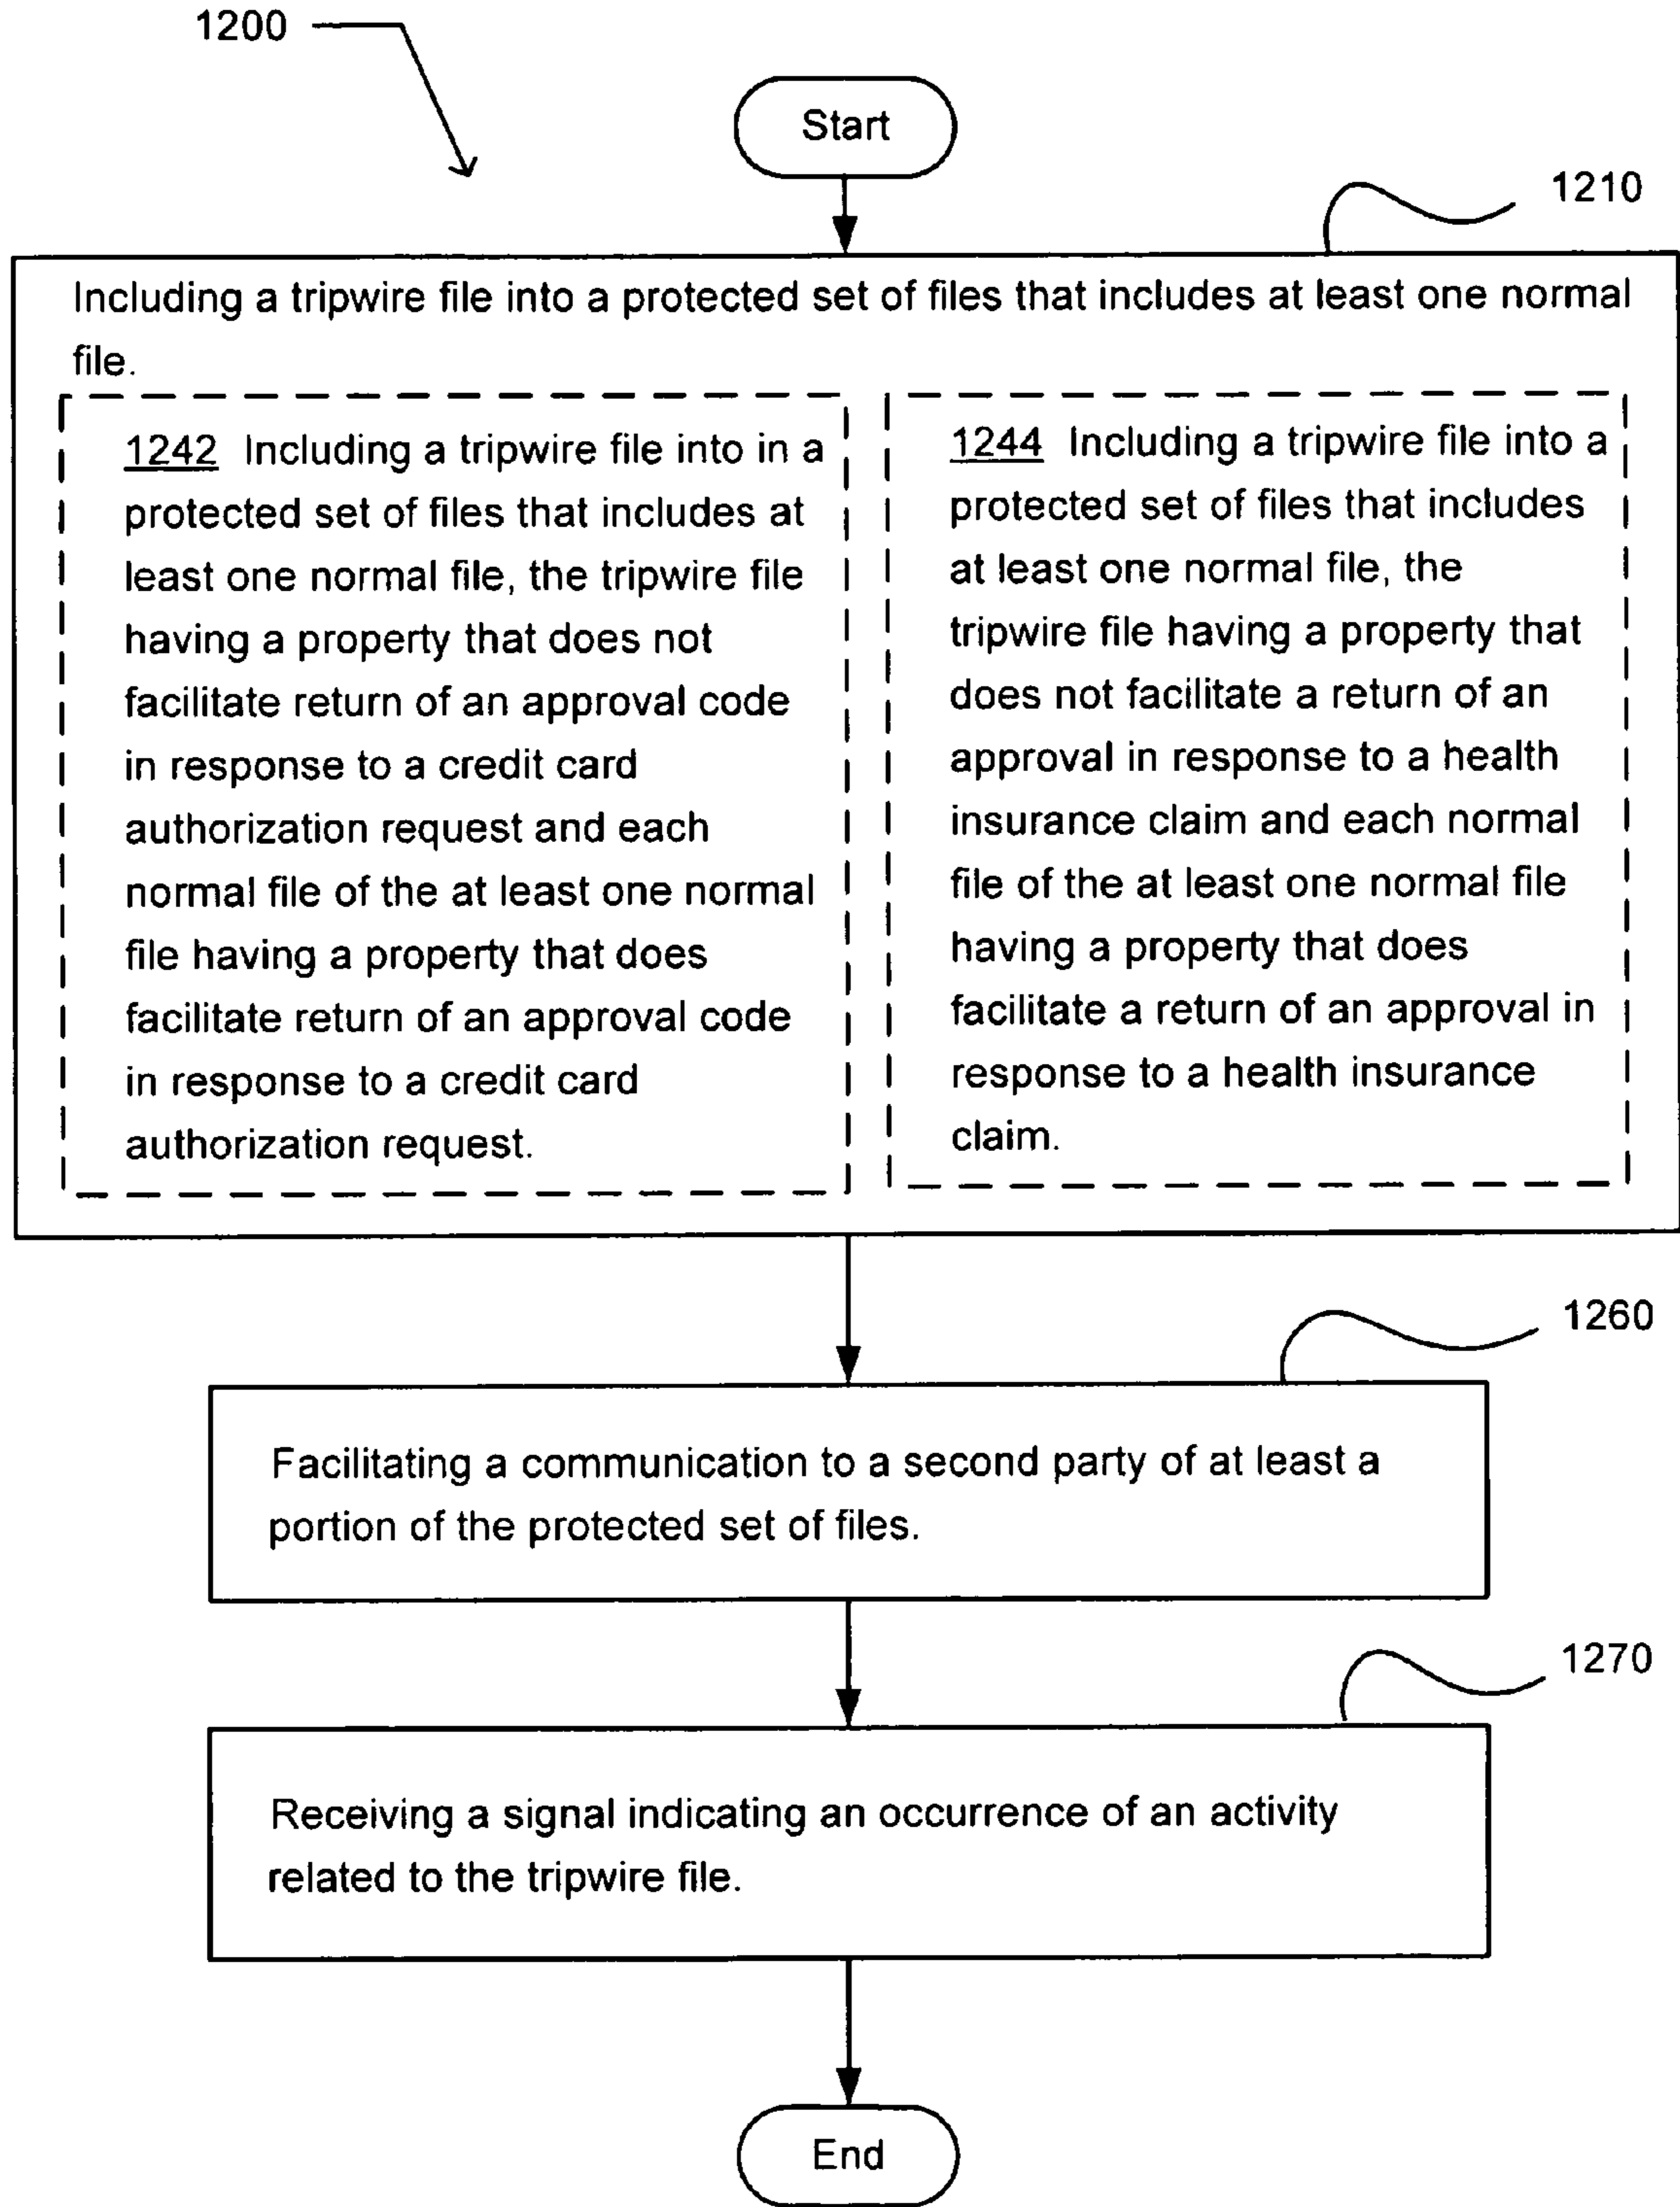 1200
Start
1210
Including a tripwire file into a protected set of files that includes at least one normal
file.
1242 Including a tripwire file into in a
protected set of files that includes at
least one normal file, the tripwire file
having a property that does not
facilitate return of an approval code
in response to a credit card
authorization request and each
normal file of the at least one normal
file having a property that does
facilitate return of an approval code
in response to a credit card
authorization request.
1244 Including a tripwire file into a
protected set of files that includes
at least one normal file, the
tripwire file having a property that
does not facilitate a return of an
approval in response to a health
insurance claim and each normal
file of the at least one normal file
having a property that does
facilitate a return of an approval in
response to a health insurance
claim.
1260
Facilitating a communication to a second party of at least a
portion of the protected set of files.
1270
Receiving a signal indicating an occurrence of an activity
related to the tripwire file.
End